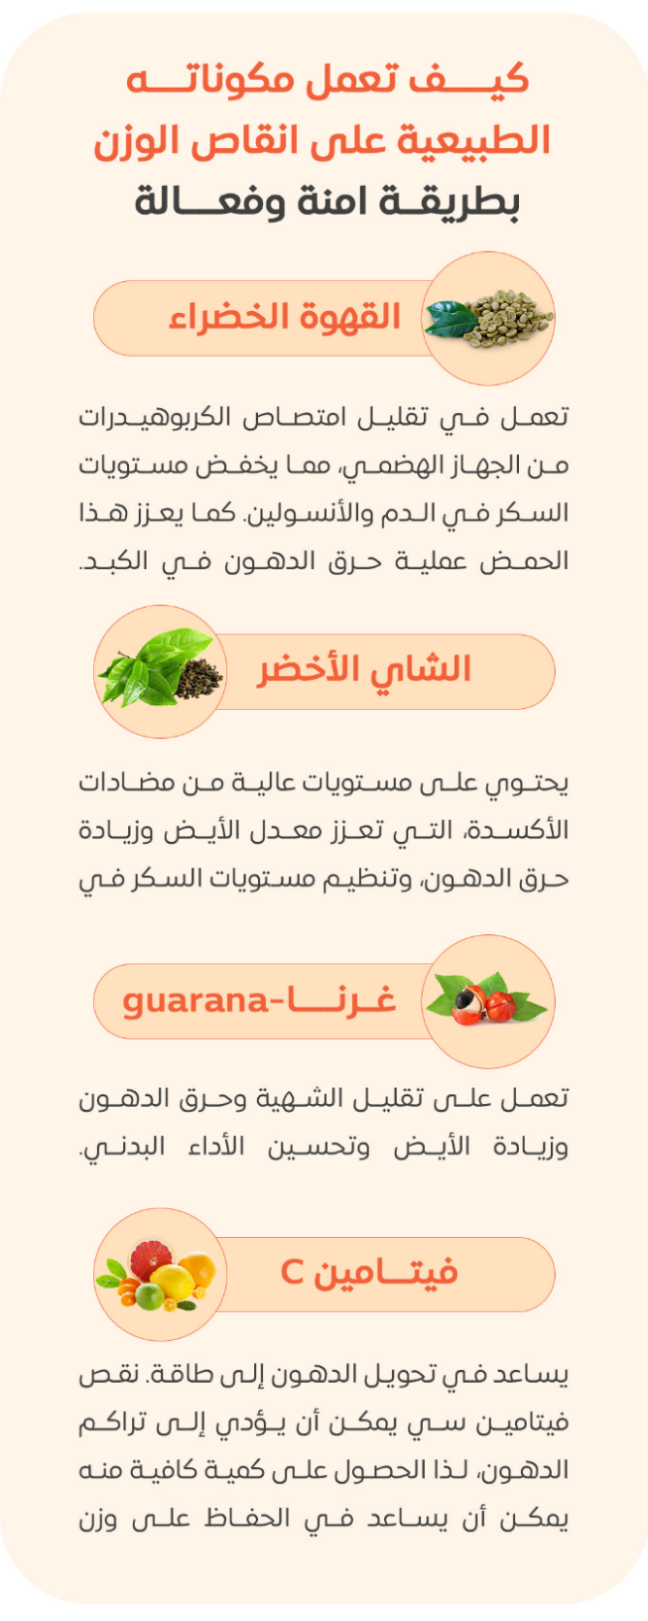 كيف تعمل مكوناته
الطبيعية على انقاص الوزن
بطريقة امنة وفعالة
القهوة الخضراء
تعمل في تقليل امتصاص الكربوهيدرات
من الجهاز الهضمي، مما يخفض مستويات
السكر في الدم والأنسولين. كما يعزز هذا
الحمض عملية حرق الدهون في الكبد.
الشاي الأخضر
يحتوي على مستويات عالية من مضادات
الأكسدة، التي تعزز معدل الأيض وزيادة
حرق الدهون، وتنظيم مستويات السكر في
غرنا-guarana
تعمل على تقليل الشهية وحرق الدهون
وزيادة الأيض وتحسين الأداء البدني.
فيتامين C
يساعد في تحويل الدهون إلى طاقة. نقص
فيتامين سي يمكن أن يؤدي إلى تراكم
الدهون، لذا الحصول على كمية كافية منه
يمكن أن يساعد في الحفاظ على وزن